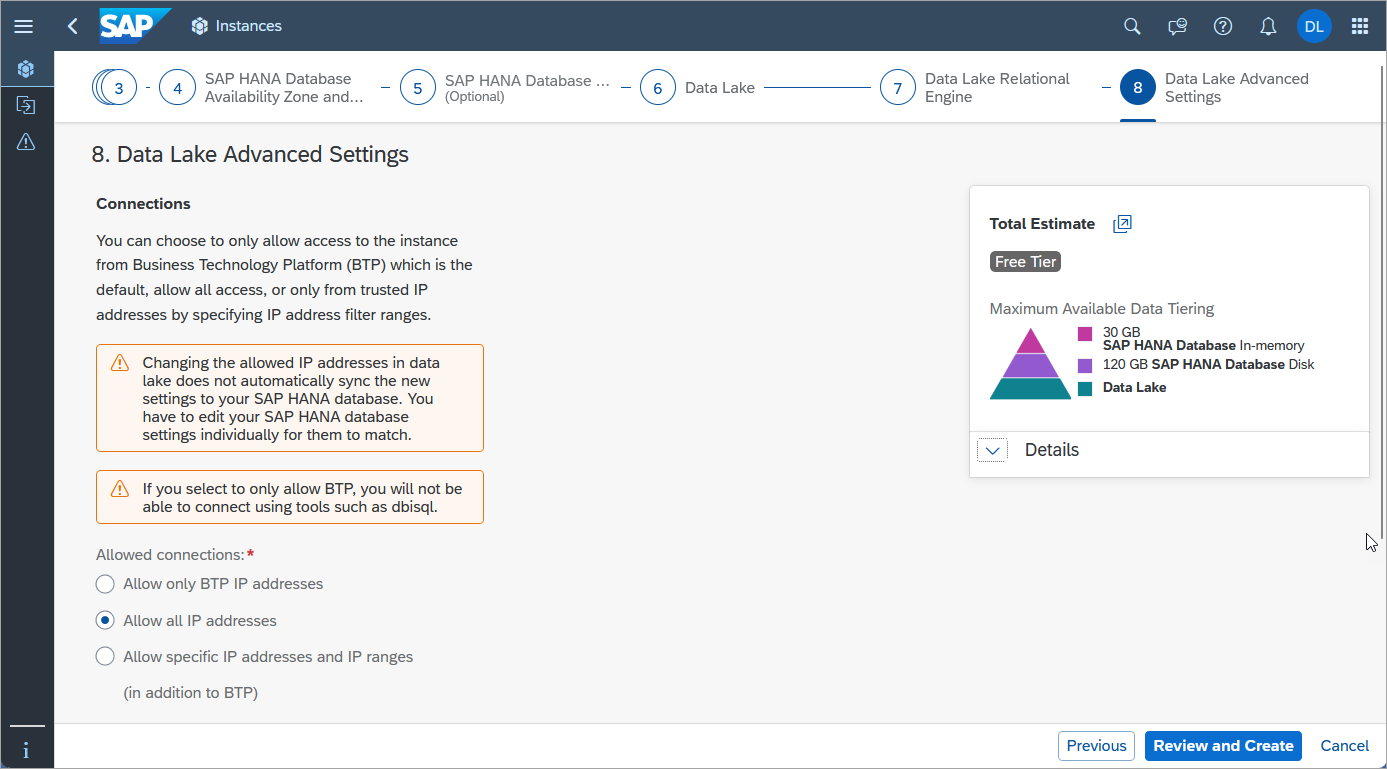 SAP
Instances
DL
3
4
SAP HANA Database
Availability Zone and...
5
SAP HANA Database ...
(Optional)
6
Data Lake
7
Data Lake Relational
Engine
8
Data Lake Advanced
Settings
8. Data Lake Advanced Settings
Connections
You can choose to only allow access to the instance
from Business Technology Platform (BTP) which is the
default, allow all access, or only from trusted IP
addresses by specifying IP address filter ranges.
Changing the allowed IP addresses in data
lake does not automatically sync the new
settings to your SAP HANA database. You
have to edit your SAP HANA database
settings individually for them to match.
If you select to only allow BTP, you will not be
able to connect using tools such as dbisql.
Allowed connections:*
Allow only BTP IP addresses
Allow all IP addresses
Allow specific IP addresses and IP ranges
(in addition to BTP)
Total Estimate
Free Tier
Maximum Available Data Tiering
30 GB
SAP HANA Database In-memory
120 GB SAP HANA Database Disk
Data Lake
Details
Previous
Review and Create
Cancel